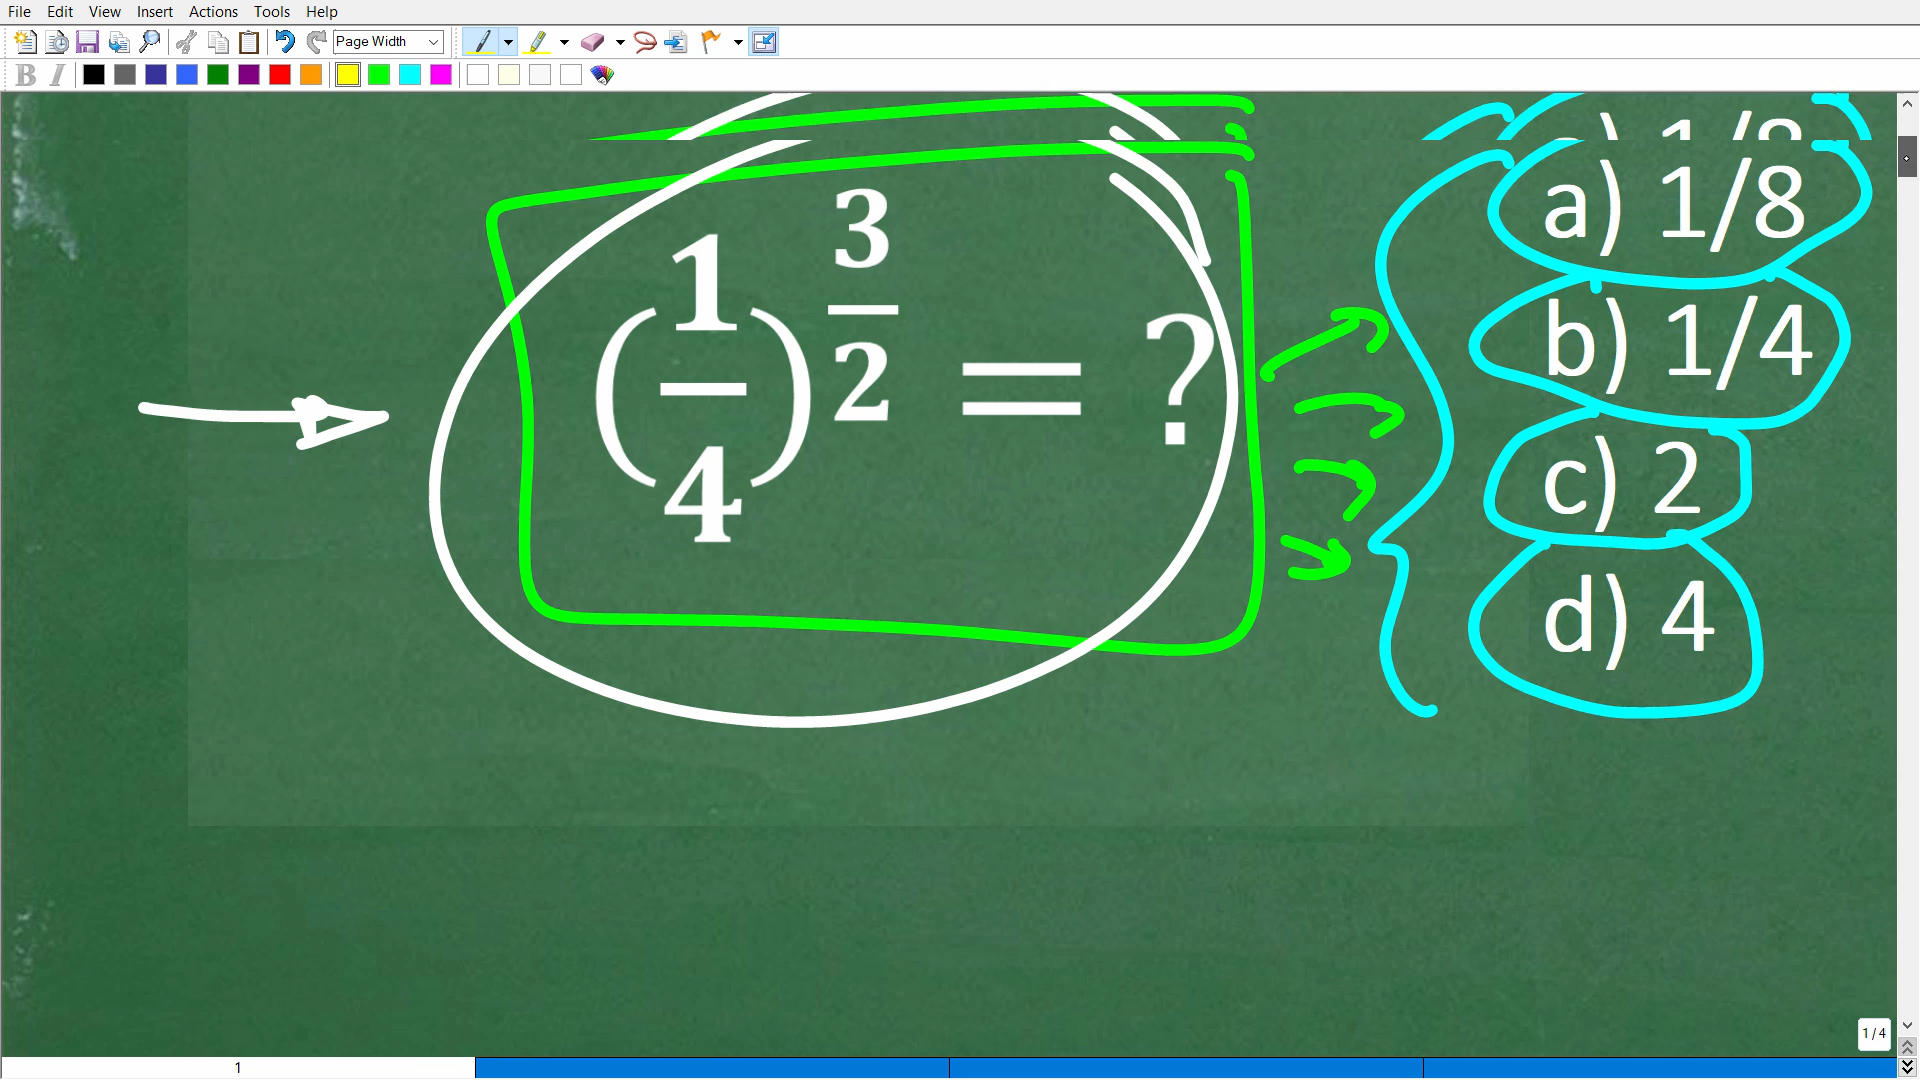 File Edit View Insert Actions Tools Help
Page Width
B I
a) 1/8
(1/4)^3/2 = ?
b) 1/4
c) 2
d) 4
1 / 4
1